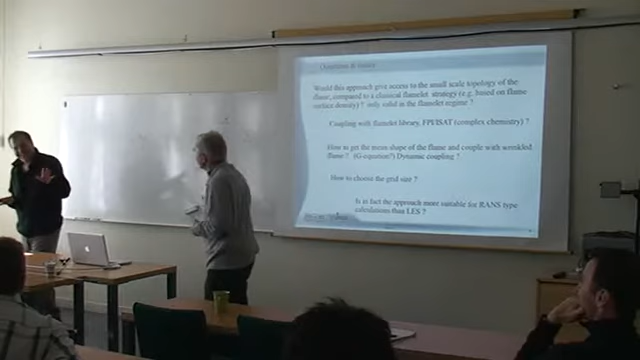 Would this approach give access to the small scale topology of the
flame, compared to a classical flamelet strategy (e.g. based on flame
surface density) ? only valid in the flamelet regime ?
Coupling with flamelet library, FPI/ISAT (complex chemistry) ?
How to get the mean shape of the flame and couple with wrinkled
flame ? (G-equation?) Dynamic coupling ?
How to choose the grid size ?
Is in fact the approach more suitable for RANS type
calculations than LES ?